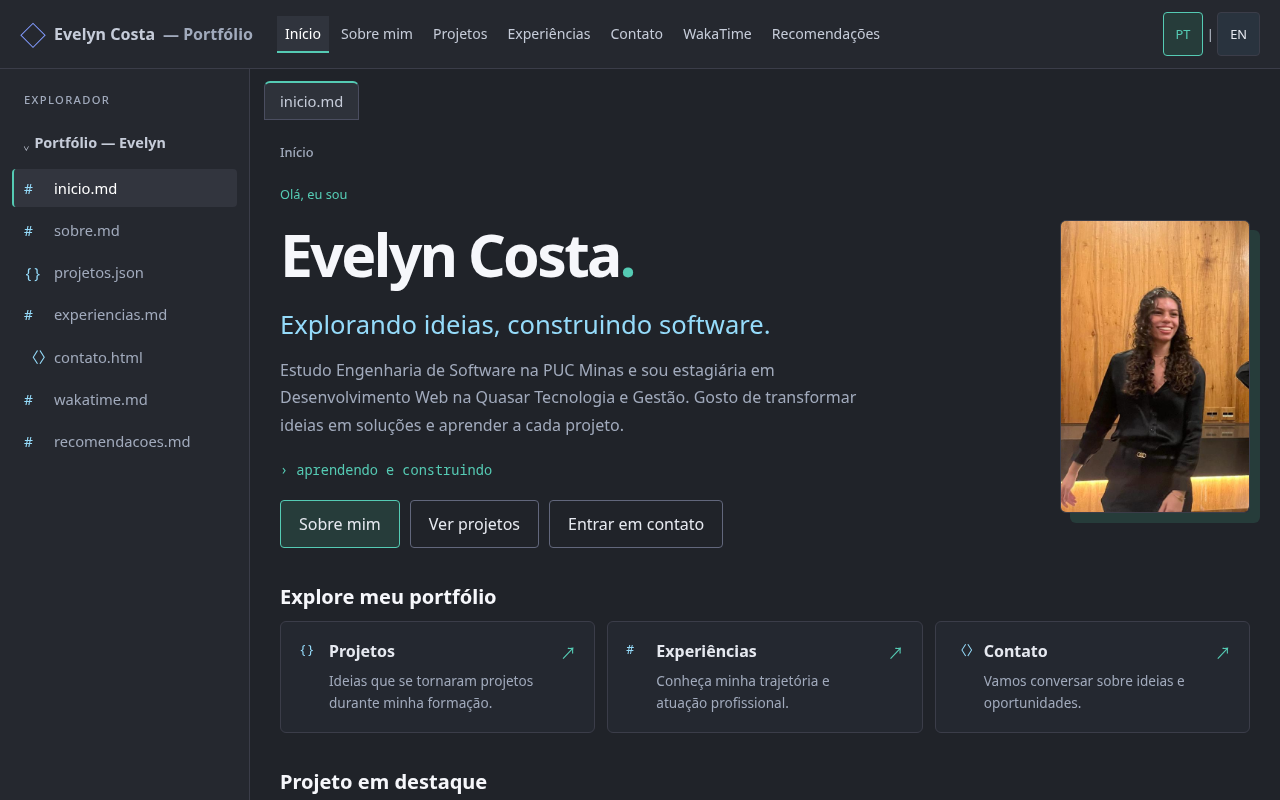 Evelyn Costa — Portfólio
Início
Sobre mim
Projetos
Experiências
Contato
WakaTime
Recomendações
PT | EN
EXPLORADOR
Portfólio — Evelyn
# inicio.md
# sobre.md
{} projetos.json
# experiencias.md
<> contato.html
# wakatime.md
# recomendacoes.md
inicio.md
Início
Olá, eu sou
Evelyn Costa.
Explorando ideias, construindo software.
Estudo Engenharia de Software na PUC Minas e sou estagiária em
Desenvolvimento Web na Quasar Tecnologia e Gestão. Gosto de transformar
ideias em soluções e aprender a cada projeto.
› aprendendo e construindo
Sobre mim
Ver projetos
Entrar em contato
Explore meu portfólio
{} Projetos ↗
Ideias que se tornaram projetos
durante minha formação.
# Experiências ↗
Conheça minha trajetória e
atuação profissional.
<> Contato ↗
Vamos conversar sobre ideias e
oportunidades.
Projeto em destaque